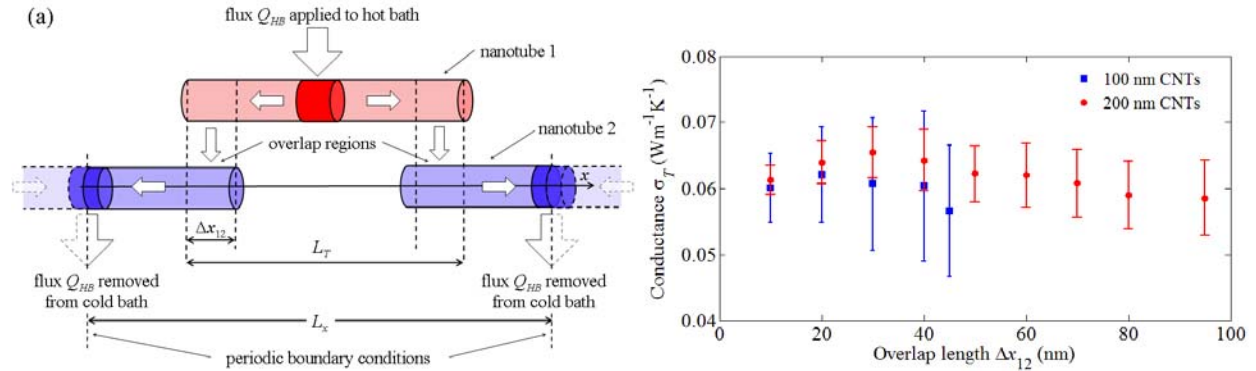 (a)
flux Q_HB applied to hot bath
nanotube 1
nanotube 2
overlap regions
x
Δx₁₂
L_T
flux Q_HB removed
from cold bath
flux Q_HB removed
from cold bath
L_x
periodic boundary conditions
Conductance σ_T (Wm⁻¹K⁻¹)
0.08
0.07
0.06
0.05
0.04
100 nm CNTs
200 nm CNTs
0 20 40 60 80 100
Overlap length Δx₁₂ (nm)